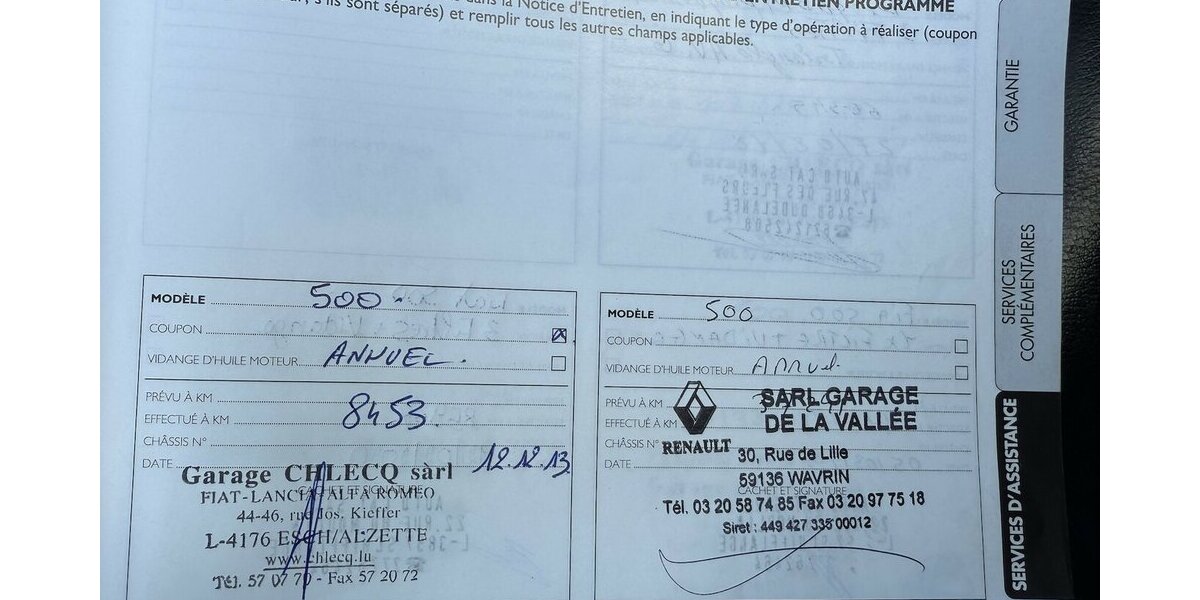 ENTRETIEN PROGRAMMÉ
dans la Notice d'Entretien, en indiquant le type d'opération à réaliser (coupon
s'ils sont séparés) et remplir tous les autres champs applicables.
GARANTIE
SERVICES
COMPLÉMENTAIRES
SERVICES D'ASSISTANCE
MODÈLE 500
COUPON
VIDANGE D'HUILE MOTEUR ANNUEL.
PRÉVU À KM
EFFECTUÉ À KM 8453
CHÂSSIS N°
DATE 12.12.13
Garage CHLECQ sàrl
FIAT-LANCIA-ALFA ROMEO
44-46, rue Jos. Kieffer
L-4176 ESCH/ALZETTE
www.chlecq.lu
Tél. 57 07 70 - Fax 57 20 72
MODÈLE 500
COUPON
VIDANGE D'HUILE MOTEUR Annuel
PRÉVU À KM
EFFECTUÉ À KM
CHÂSSIS N°
DATE
RENAULT
SARL GARAGE
DE LA VALLÉE
30, Rue de Lille
59136 WAVRIN
CACHET ET SIGNATURE
Tél. 03 20 58 74 85 Fax 03 20 97 75 18
Siret : 449 427 335 00012